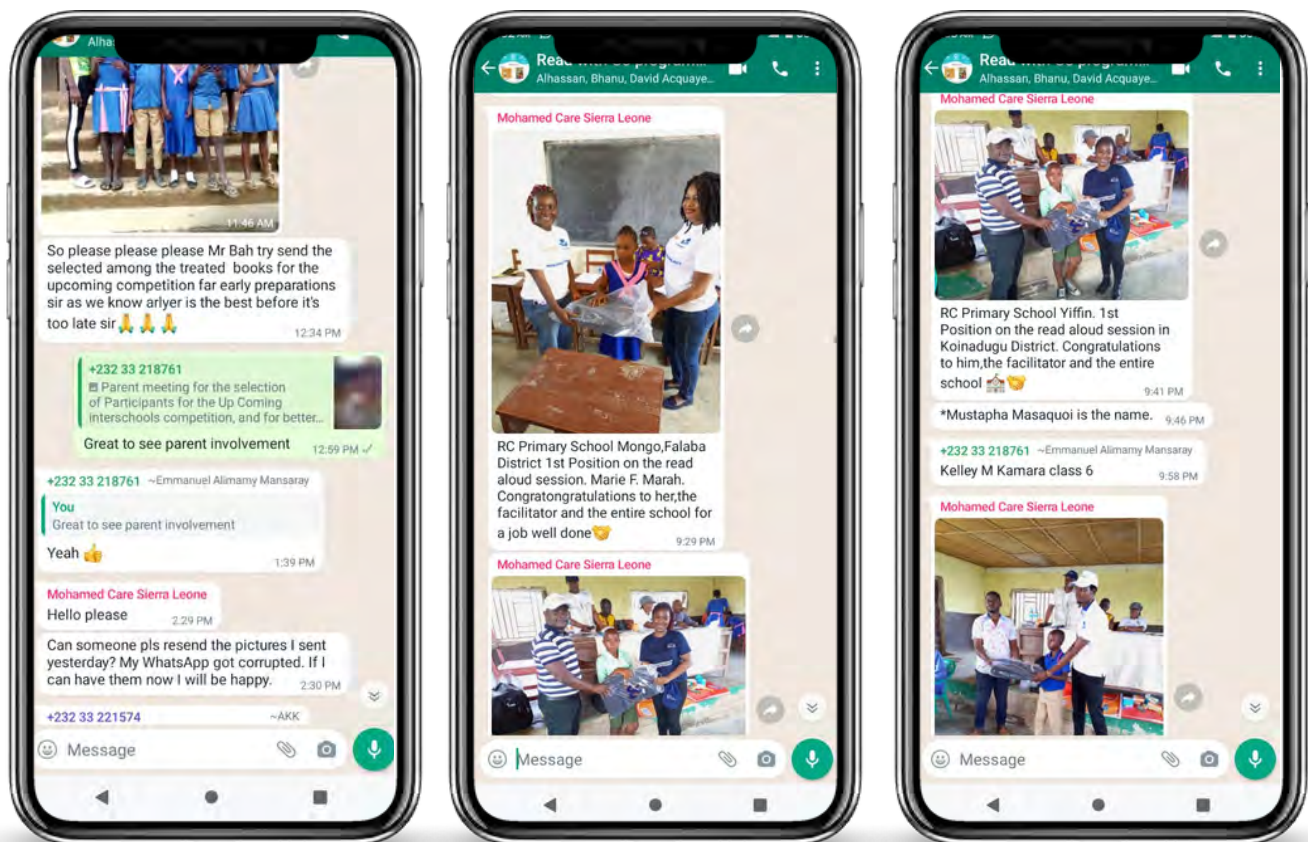 Alha
11:46 AM
So please please please Mr Bah try send the
selected among the treated books for the
upcoming competition far early preparations
sir as we know arlyer is the best before it's
too late sir🙏🙏🙏
12:34 PM
+232 33 218761
Parent meeting for the selection
of Participants for the Up Coming
interschools competition, and for better...
Great to see parent involvement
12:59 PM
+232 33 218761 ~Emmanuel Alimamy Mansaray
You
Great to see parent involvement
Yeah 👍
1:39 PM
Mohamed Care Sierra Leone
Hello please
2:29 PM
Can someone pls resend the pictures I sent
yesterday? My WhatsApp got corrupted. If I
can have them now I will be happy.
2:30 PM
+232 33 221574 ~AKK
Message
Read with US program...
Alhassan, Bhanu, David Acquaye...
Mohamed Care Sierra Leone
RC Primary School Mongo,Falaba
District 1st Position on the read
aloud session. Marie F. Marah.
Congratongratulations to her,the
facilitator and the entire school for
a job well done🤝
9:29 PM
Mohamed Care Sierra Leone
Message
Alhassan, Bhanu, David Acquaye...
Mohamed Care Sierra Leone
RC Primary School Yiffin. 1st
Position on the read aloud session in
Koinadugu District. Congratulations
to him,the facilitator and the entire
school 🏫🤝
9:41 PM
*Mustapha Masaquoi is the name.
9:46 PM
+232 33 218761 ~Emmanuel Alimamy Mansaray
Kelley M Kamara class 6
9:58 PM
Mohamed Care Sierra Leone
Message